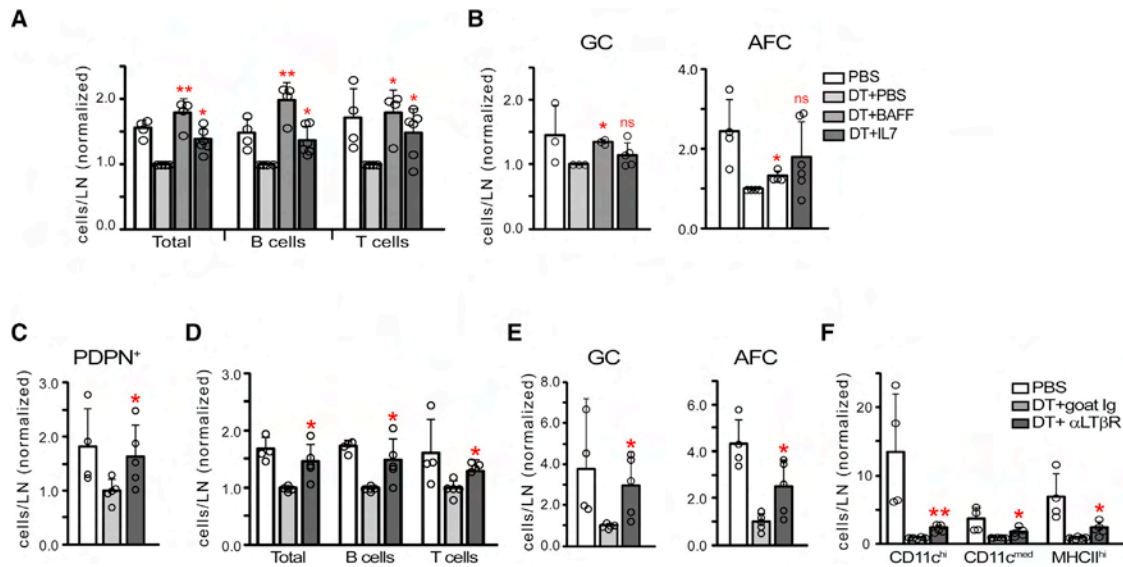 A
cells/LN (normalized)
2.0
1.0
0.0
** *
** *
* *
Total B cells T cells
B
GC
cells/LN (normalized)
2.0
1.0
0.0
* ns
AFC
4.0
2.0
0.0
* ns
PBS
DT+PBS
DT+BAFF
DT+IL7
C
PDPN⁺
cells/LN (normalized)
3.0
2.0
1.0
0.0
*
D
cells/LN (normalized)
3.0
2.0
1.0
0.0
* * *
Total B cells T cells
E
GC
cells/LN (normalized)
8.0
6.0
4.0
2.0
0.0
*
AFC
6.0
4.0
2.0
0.0
*
F
cells/LN (normalized)
20
10
0
** * *
CD11cʰⁱ CD11cᵐᵉᵈ MHCIIʰⁱ
PBS
DT+goat Ig
DT+ αLTβR